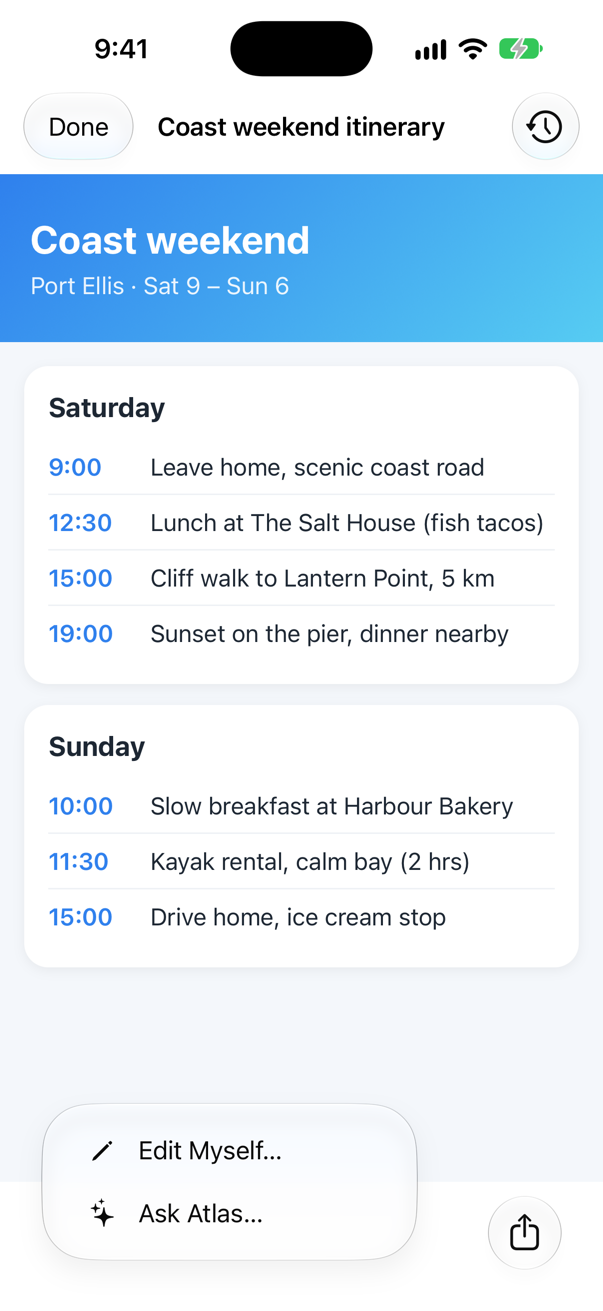 9:41
Done
Coast weekend itinerary
Coast weekend
Port Ellis · Sat 9 – Sun 6
Saturday
9:00 Leave home, scenic coast road
12:30 Lunch at The Salt House (fish tacos)
15:00 Cliff walk to Lantern Point, 5 km
19:00 Sunset on the pier, dinner nearby
Sunday
10:00 Slow breakfast at Harbour Bakery
11:30 Kayak rental, calm bay (2 hrs)
15:00 Drive home, ice cream stop
Edit Myself...
Ask Atlas...